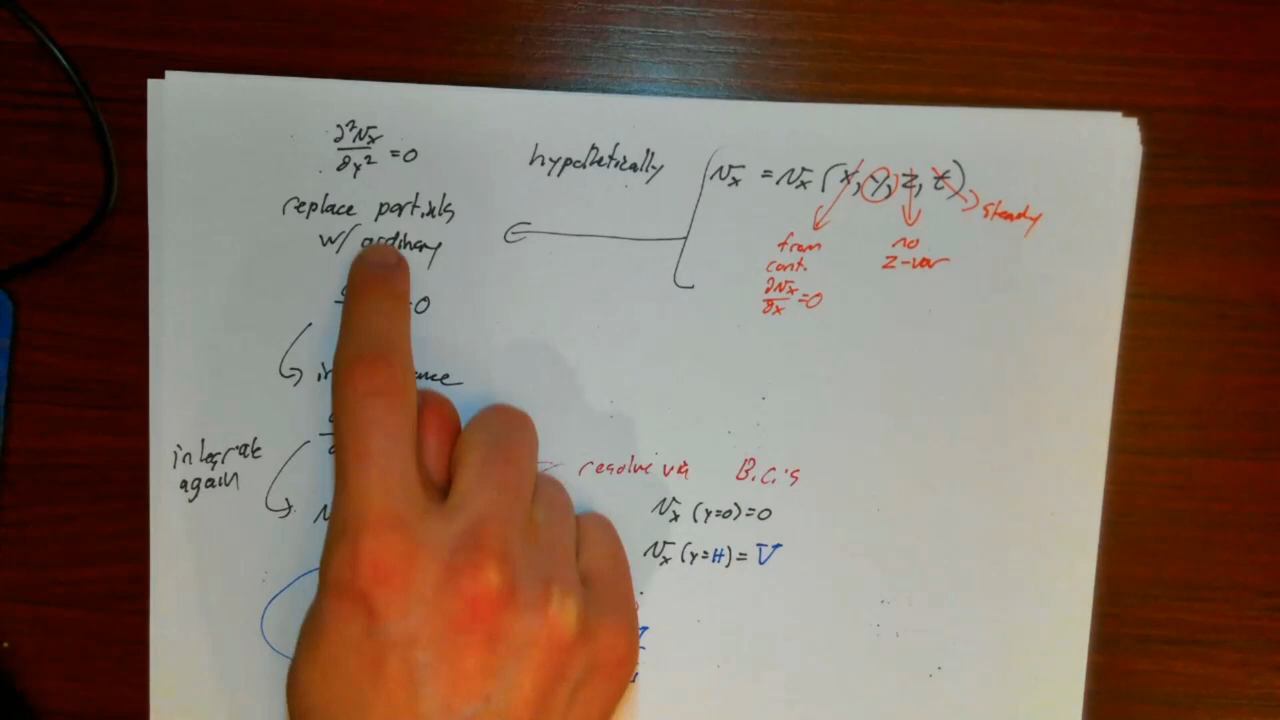 ∂²Vx/∂y² = 0
replace partials
w/ ordinary
= 0
once
integrate
again
hypothetically
Vx = Vx (x, y, z, t)
steady
from
cont.
∂Vx/∂x = 0
no
z-var
resolve via B.C.'s
Vx (y=0) = 0
Vx (y=H) = V